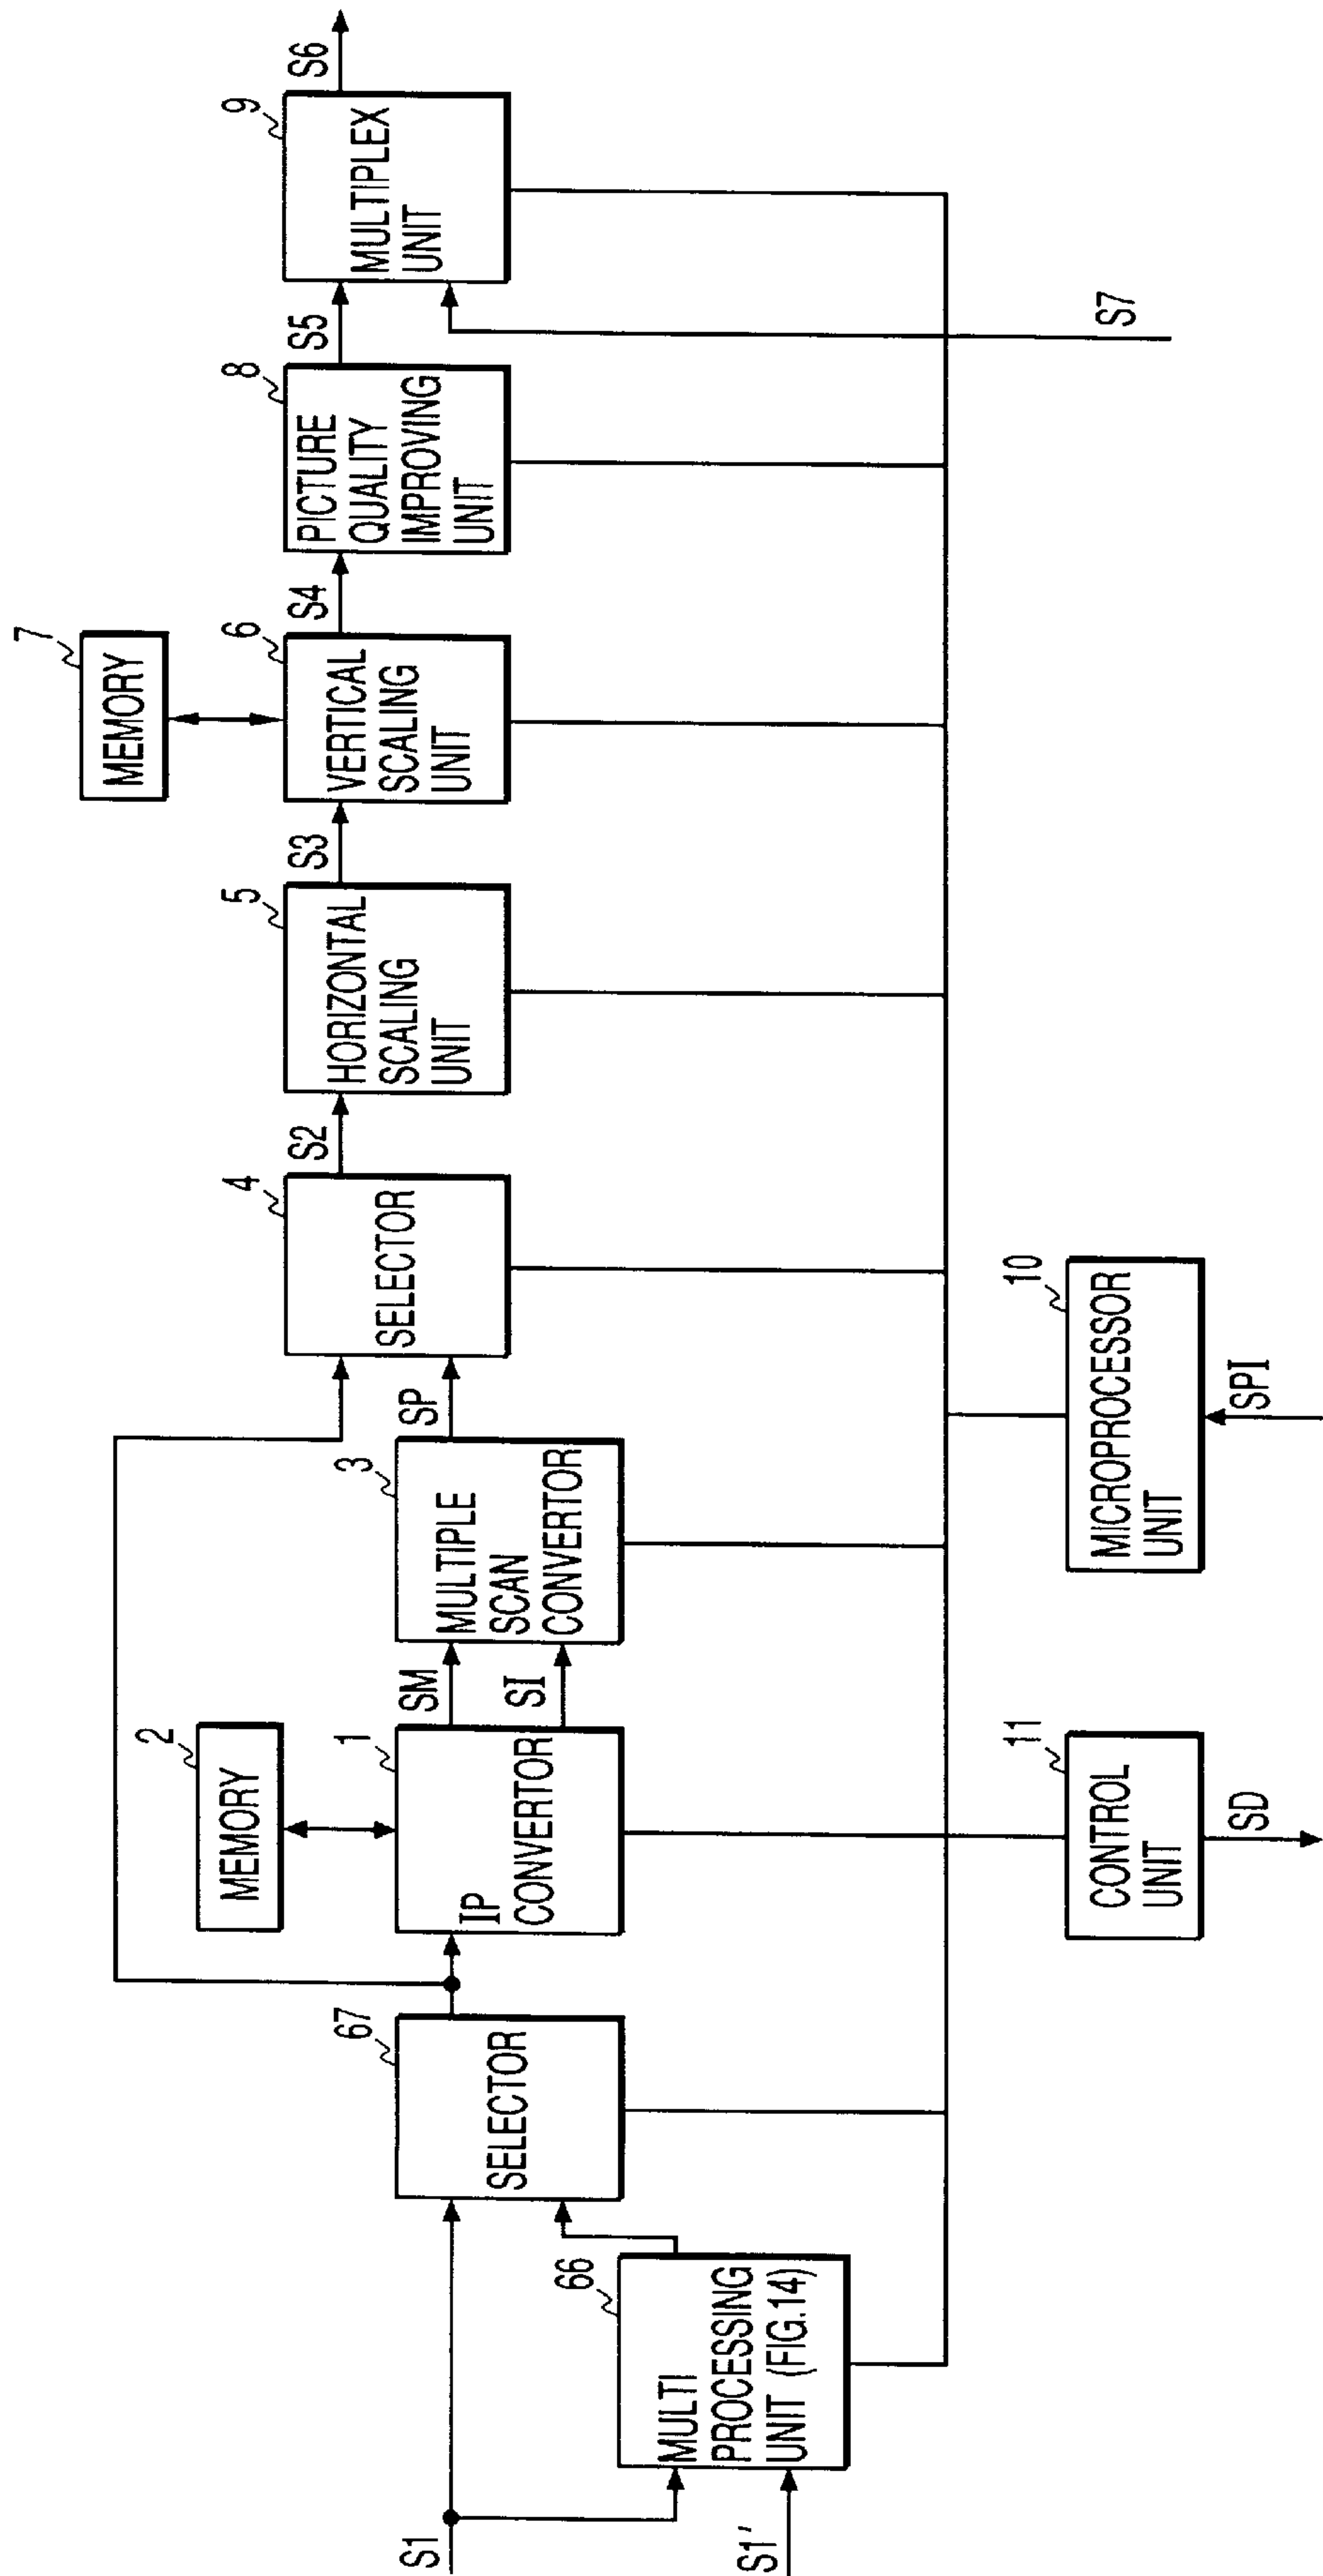 S1
S1'
66
MULTI
PROCESSING
UNIT (FIG.14)
67
SELECTOR
2
MEMORY
1
IP
CONVERTOR
SM
SI
3
MULTIPLE
SCAN
CONVERTOR
SP
4
SELECTOR
S2
5
HORIZONTAL
SCALING
UNIT
S3
7
MEMORY
6
VERTICAL
SCALING
UNIT
S4
8
PICTURE
QUALITY
IMPROVING
UNIT
S5
9
MULTIPLEX
UNIT
S6
S7
11
CONTROL
UNIT
SD
10
MICROPROCESSOR
UNIT
SPI